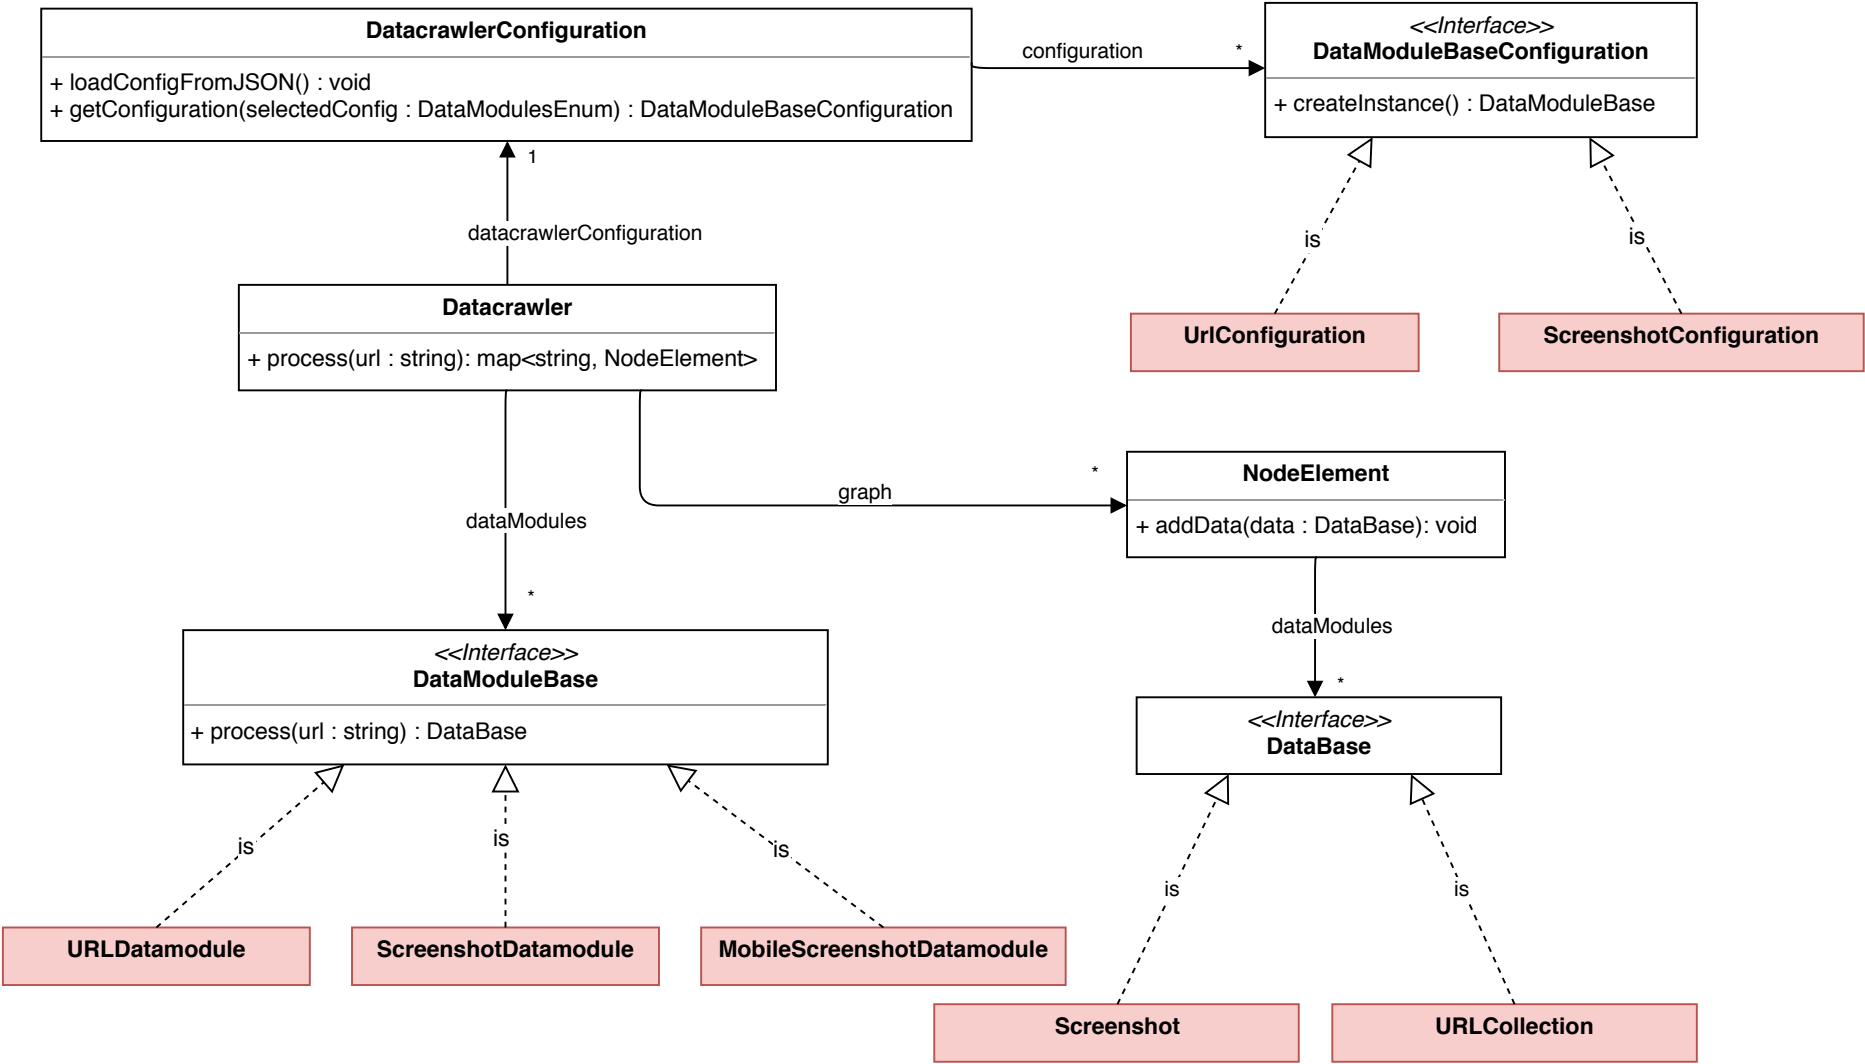 DatacrawlerConfiguration
+ loadConfigFromJSON() : void
+ getConfiguration(selectedConfig : DataModulesEnum) : DataModuleBaseConfiguration
configuration
*
<<Interface>>
DataModuleBaseConfiguration
+ createInstance() : DataModuleBase
1
datacrawlerConfiguration
is
is
UrlConfiguration
ScreenshotConfiguration
Datacrawler
+ process(url : string): map<string, NodeElement>
graph
*
NodeElement
+ addData(data : DataBase): void
dataModules
*
dataModules
*
<<Interface>>
DataModuleBase
+ process(url : string) : DataBase
<<Interface>>
DataBase
is
is
is
URLDatamodule
ScreenshotDatamodule
MobileScreenshotDatamodule
is
is
Screenshot
URLCollection